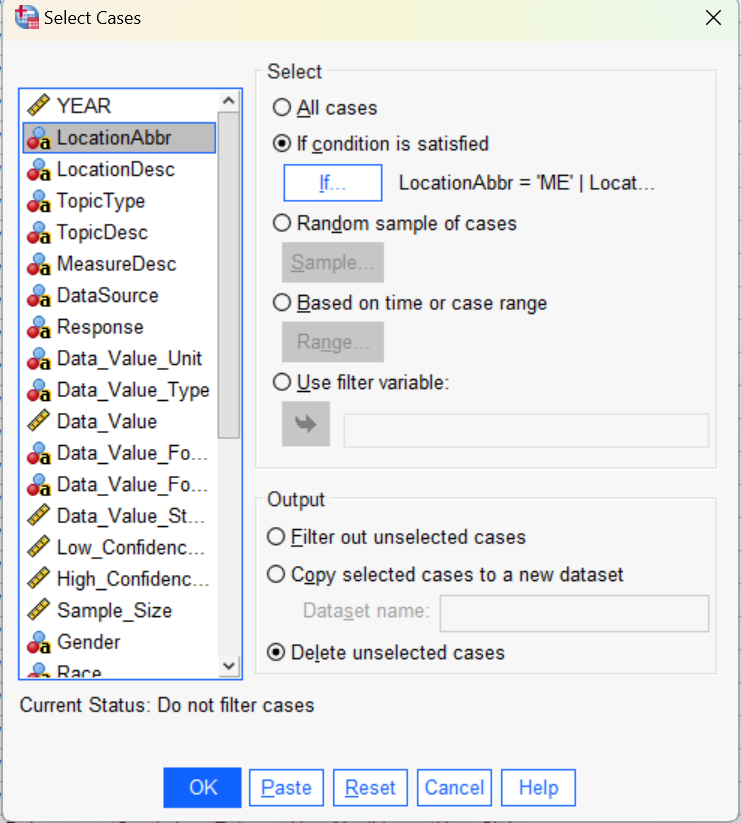 Select Cases
YEAR
LocationAbbr
LocationDesc
TopicType
TopicDesc
MeasureDesc
DataSource
Response
Data_Value_Unit
Data_Value_Type
Data_Value
Data_Value_Fo...
Data_Value_Fo...
Data_Value_St...
Low_Confidenc...
High_Confidenc...
Sample_Size
Gender
Race
Select
All cases
If condition is satisfied
If... LocationAbbr = 'ME' | Locat...
Random sample of cases
Sample...
Based on time or case range
Range...
Use filter variable:
Output
Filter out unselected cases
Copy selected cases to a new dataset
Dataset name:
Delete unselected cases
Current Status: Do not filter cases
OK Paste Reset Cancel Help